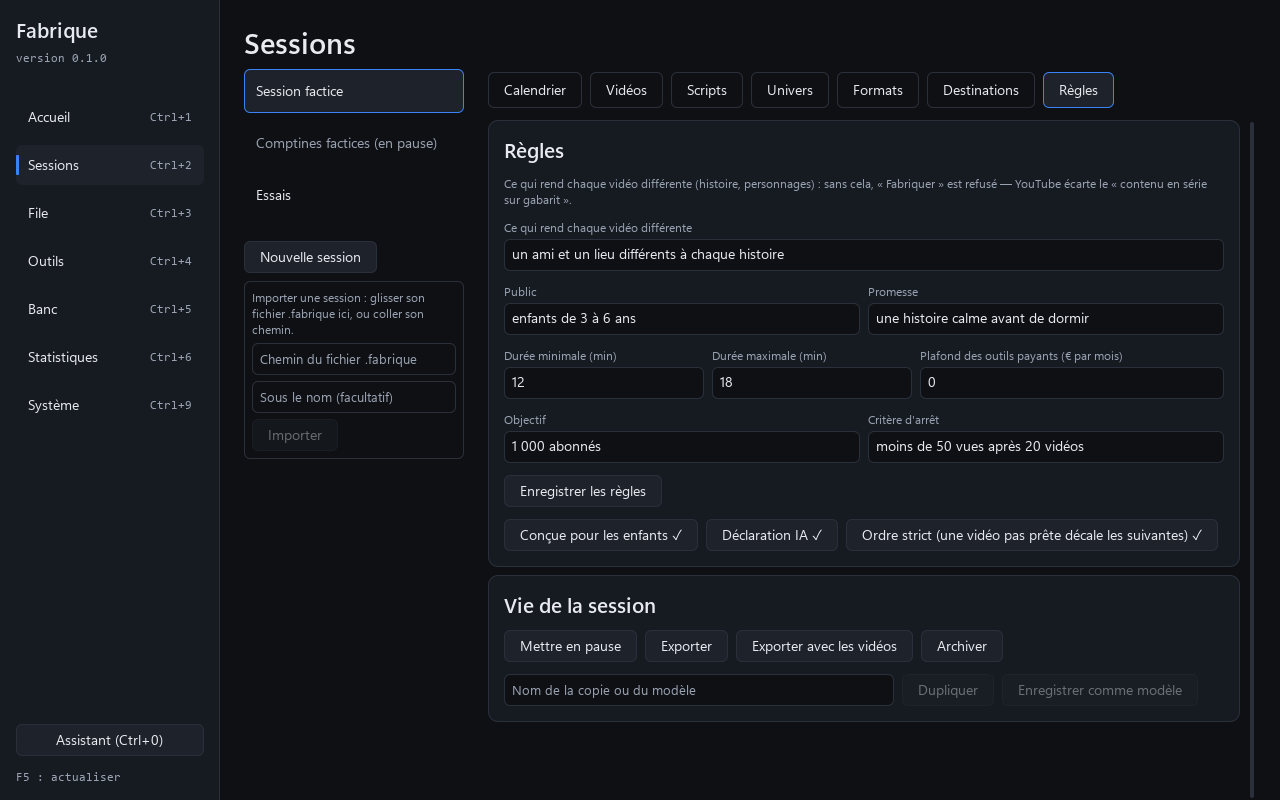 Fabrique
version 0.1.0
Accueil Ctrl+1
Sessions Ctrl+2
File Ctrl+3
Outils Ctrl+4
Banc Ctrl+5
Statistiques Ctrl+6
Système Ctrl+9
Assistant (Ctrl+0)
F5 : actualiser
Sessions
Session factice
Comptines factices (en pause)
Essais
Nouvelle session
Importer une session : glisser son
fichier .fabrique ici, ou coller son
chemin.
Chemin du fichier .fabrique
Sous le nom (facultatif)
Importer
Calendrier Vidéos Scripts Univers Formats Destinations Règles
Règles
Ce qui rend chaque vidéo différente (histoire, personnages) : sans cela, « Fabriquer » est refusé — YouTube écarte le « contenu en série
sur gabarit ».
Ce qui rend chaque vidéo différente
un ami et un lieu différents à chaque histoire
Public Promesse
enfants de 3 à 6 ans une histoire calme avant de dormir
Durée minimale (min) Durée maximale (min) Plafond des outils payants (€ par mois)
12 18 0
Objectif Critère d'arrêt
1 000 abonnés moins de 50 vues après 20 vidéos
Enregistrer les règles
Conçue pour les enfants ✓ Déclaration IA ✓ Ordre strict (une vidéo pas prête décale les suivantes) ✓
Vie de la session
Mettre en pause Exporter Exporter avec les vidéos Archiver
Nom de la copie ou du modèle Dupliquer Enregistrer comme modèle